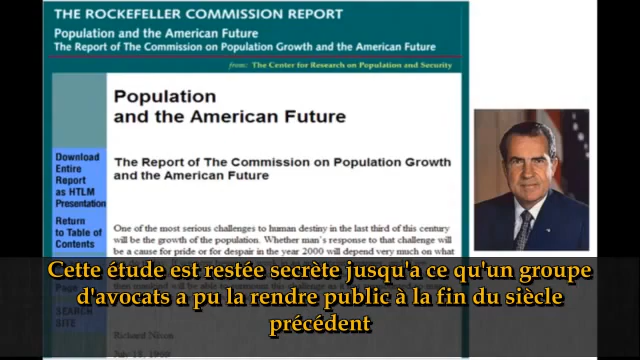 THE ROCKEFELLER COMMISSION REPORT
Population and the American Future
The Report of The Commission on Population Growth and the American Future
from: The Center for Research on Population and Security
Population
and the American Future
The Report of The Commission on Population Growth
and the American Future
Download
Entire
Report
as HTLM
Presentation
Return
to Table of
Contents
Page
SEARCH
SITE
One of the most serious challenges to human destiny in the last third of this century
will be the growth of the population. Whether man's response to that challenge will
be a cause for pride or for despair in the year 2000 will depend very much on what
Richard Nixon
July 18, 1969
Cette étude est restée secrète jusqu'a ce qu'un groupe
d'avocats a pu la rendre public à la fin du siècle
précédent